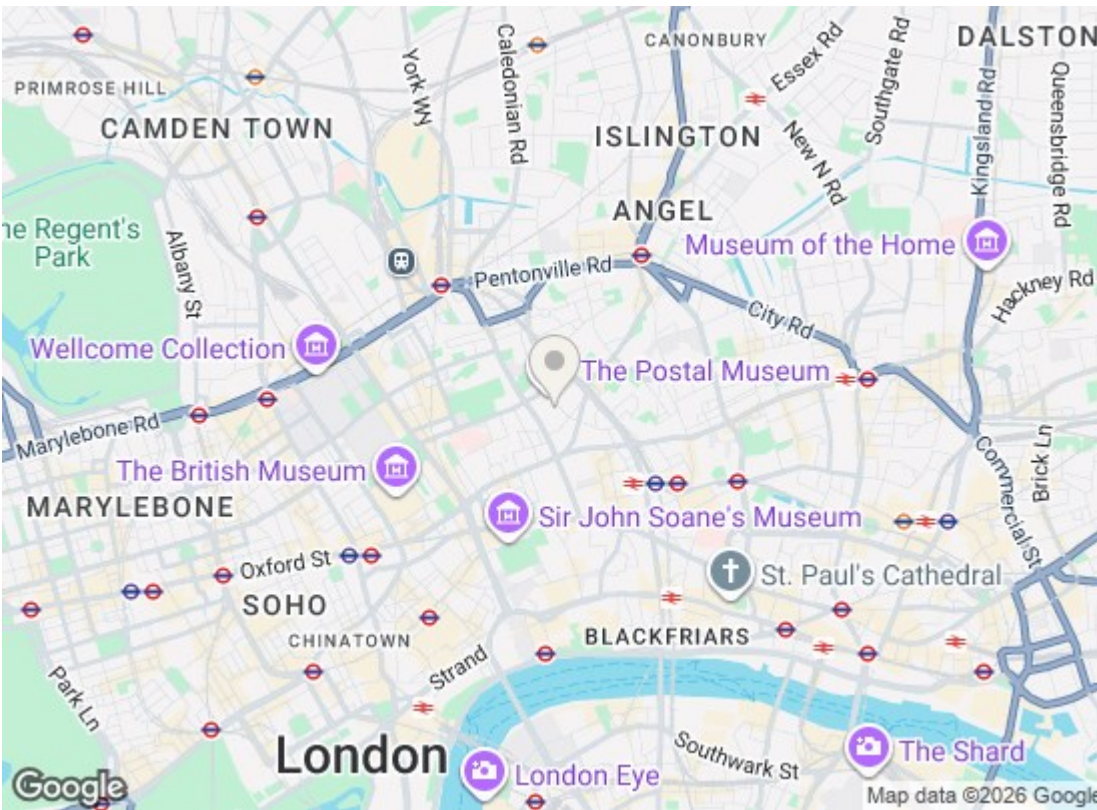 CANONBURY
DALSTON
PRIMROSE HILL
York Wy
Caledonian Rd
Essex Rd
Southgate Rd
Kingsland Rd
Queensbridge Rd
CAMDEN TOWN
ISLINGTON
New N Rd
ANGEL
he Regent's
Park
Albany St
Museum of the Home
Pentonville Rd
Hackney Rd
City Rd
Wellcome Collection
The Postal Museum
Marylebone Rd
The British Museum
Commercial St
Brick Ln
MARYLEBONE
Sir John Soane's Museum
Oxford St
St. Paul's Cathedral
SOHO
CHINATOWN
BLACKFRIARS
Strand
Park Ln
London
Southwark St
The Shard
London Eye
Google
Map data ©2026 Google